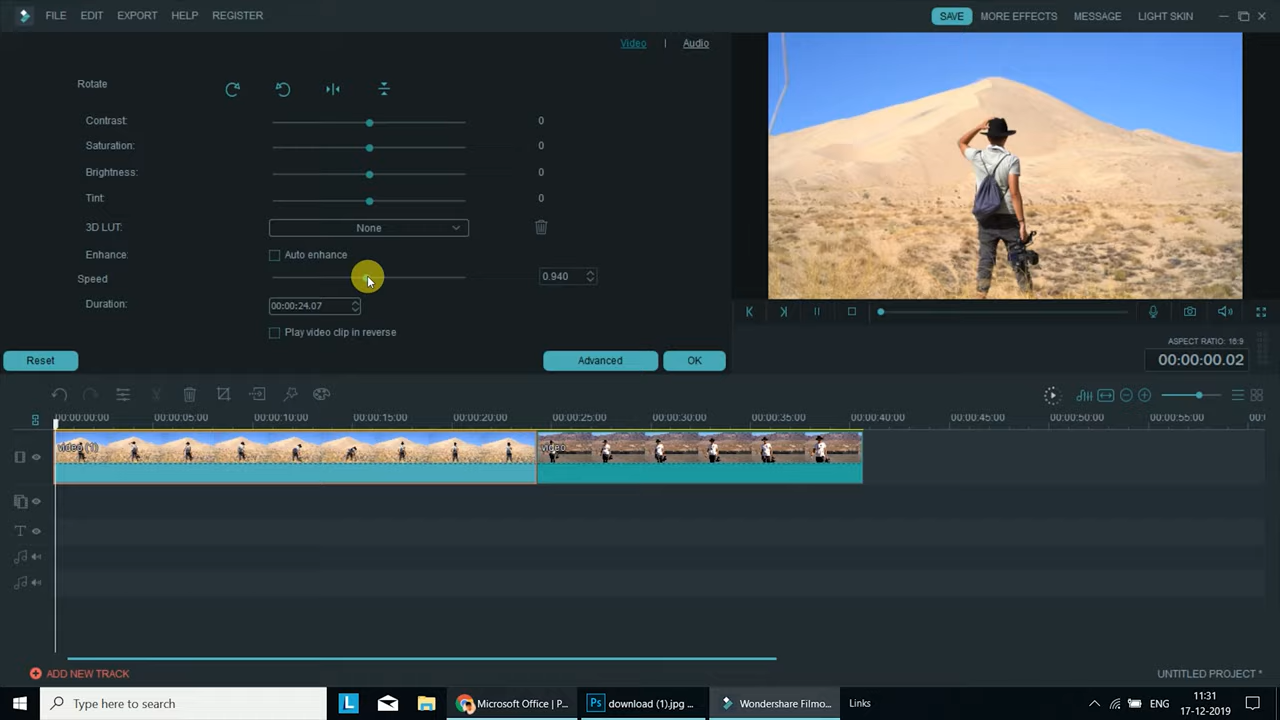 FILE EDIT EXPORT HELP REGISTER SAVE MORE EFFECTS MESSAGE LIGHT SKIN
Video | Audio
Rotate
Contrast: 0
Saturation: 0
Brightness: 0
Tint: 0
3D LUT: None
Enhance: Auto enhance
Speed 0.940
Duration: 00:00:24.07
Play video clip in reverse
ASPECT RATIO: 16:9
Reset Advanced OK 00:00:00.02
00:00:00:00 00:00:05:00 00:00:10:00 00:00:15:00 00:00:20:00 00:00:25:00 00:00:30:00 00:00:35:00 00:00:40:00 00:00:45:00 00:00:50:00 00:00:55:00
video (1) video
ADD NEW TRACK UNTITLED PROJECT *
Type here to search L Microsoft Office | P... Ps download (1).jpg ... Wondershare Filmo... Links ENG 11:31
17-12-2019